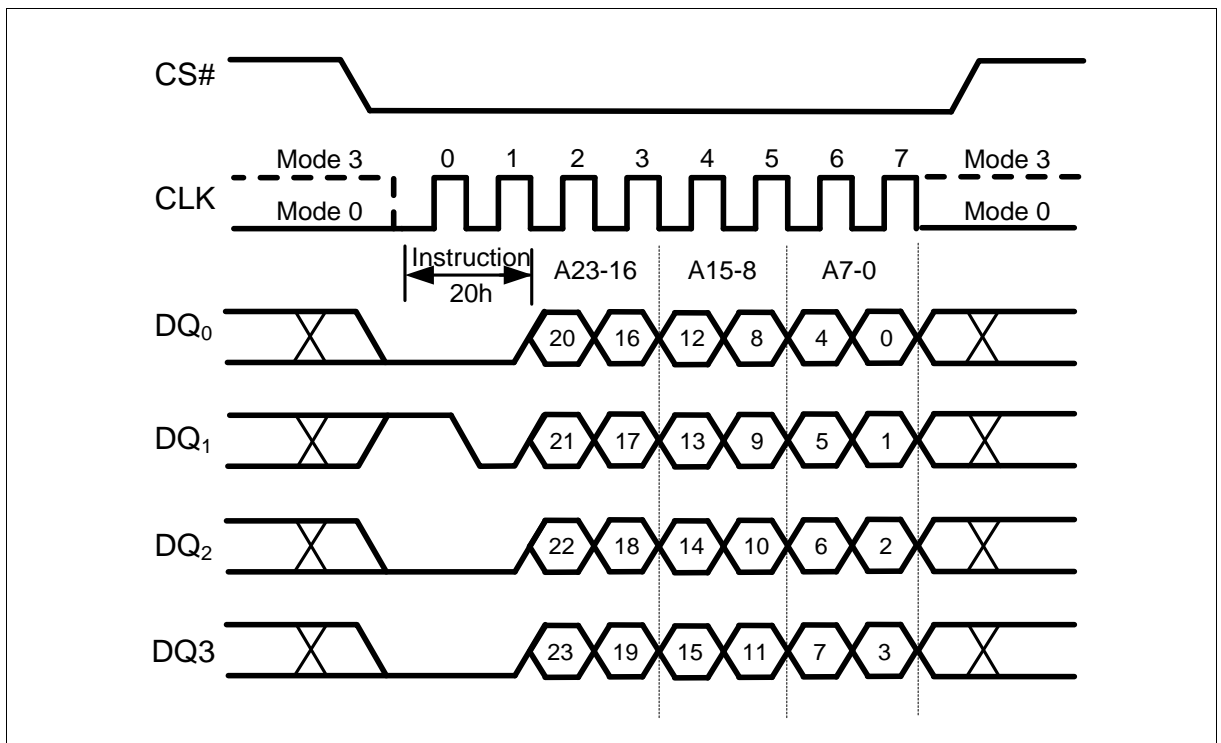 CS#
Mode 3 0 1 2 3 4 5 6 7 Mode 3
CLK
Mode 0 Mode 0
Instruction A23-16 A15-8 A7-0
20h
DQ0 20 16 12 8 4 0
DQ1 21 17 13 9 5 1
DQ2 22 18 14 10 6 2
DQ3 23 19 15 11 7 3